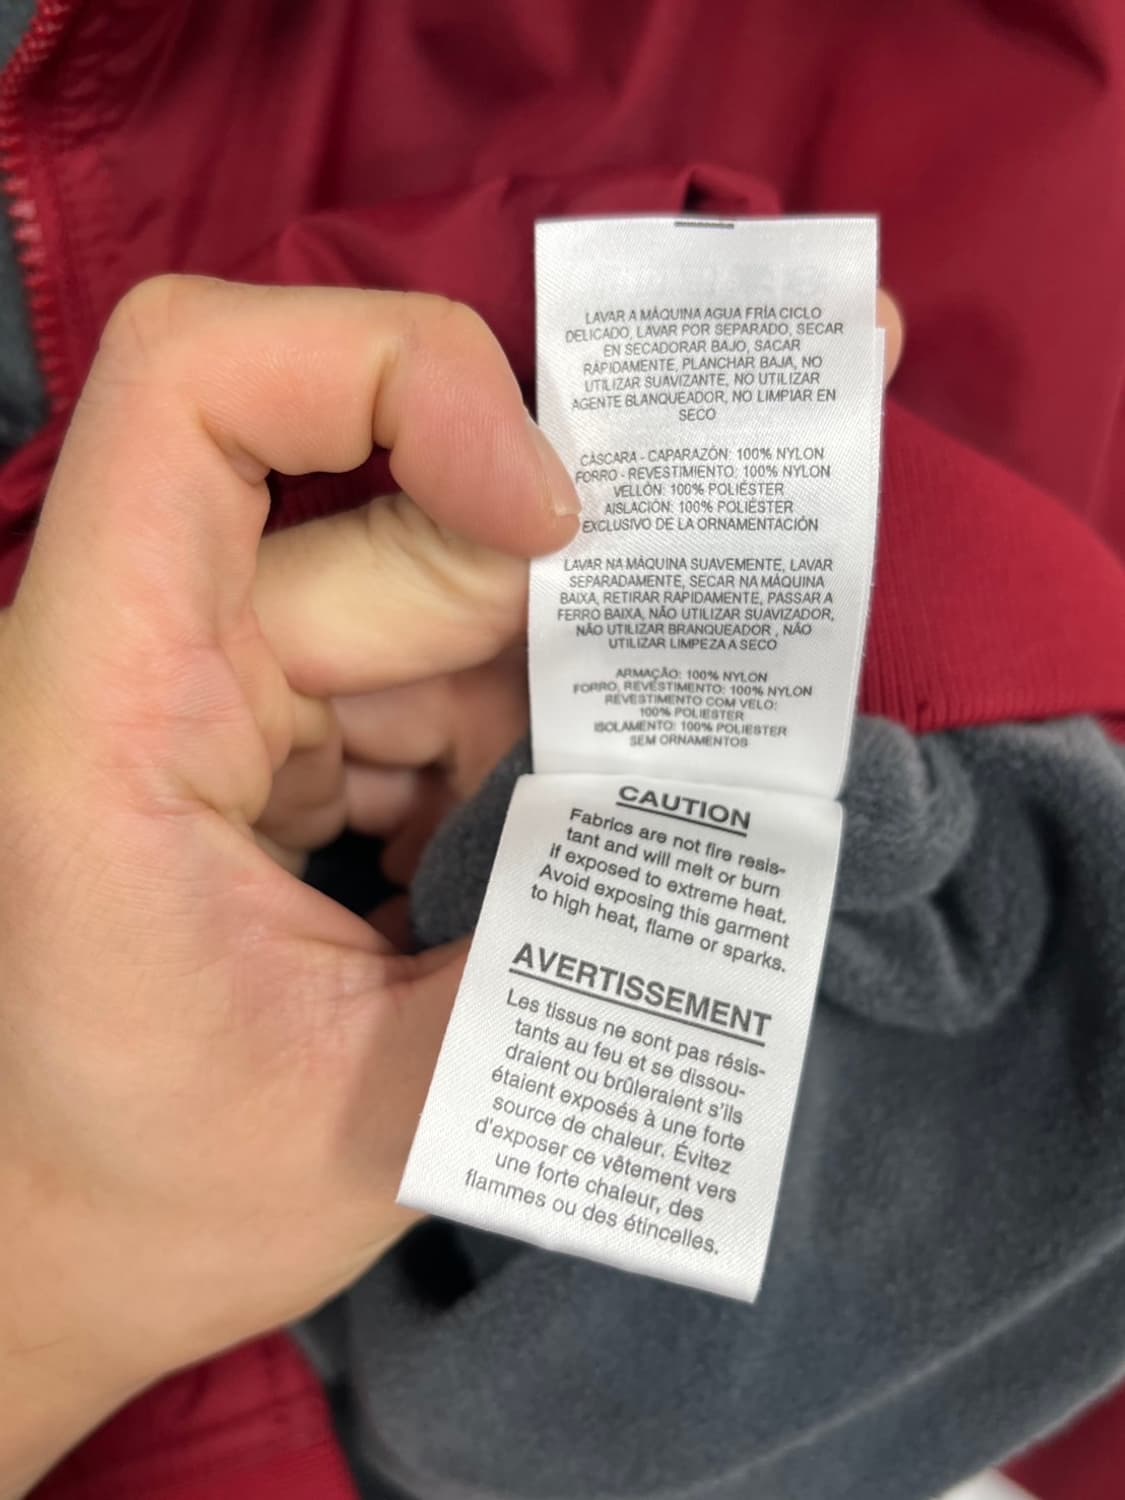 LAVAR A MÁQUINA AGUA FRÍA CICLO
DELICADO, LAVAR POR SEPARADO, SECAR
EN SECADORAR BAJO, SACAR
RÁPIDAMENTE, PLANCHAR BAJA, NO
UTILIZAR SUAVIZANTE, NO UTILIZAR
AGENTE BLANQUEADOR, NO LIMPIAR EN
SECO
CÁSCARA - CAPARAZÓN: 100% NYLON
FORRO - REVESTIMIENTO: 100% NYLON
VELLÓN: 100% POLIÉSTER
AISLACIÓN: 100% POLIÉSTER
EXCLUSIVO DE LA ORNAMENTACIÓN
LAVAR NA MÁQUINA SUAVEMENTE, LAVAR
SEPARADAMENTE, SECAR NA MÁQUINA
BAIXA, RETIRAR RAPIDAMENTE, PASSAR A
FERRO BAIXA, NÃO UTILIZAR SUAVIZADOR,
NÃO UTILIZAR BRANQUEADOR , NÃO
UTILIZAR LIMPEZA A SECO
ARMAÇÃO: 100% NYLON
FORRO, REVESTIMENTO: 100% NYLON
REVESTIMENTO COM VELO:
100% POLIESTER
ISOLAMENTO: 100% POLIESTER
SEM ORNAMENTOS
CAUTION
Fabrics are not fire resis-
tant and will melt or burn
if exposed to extreme heat.
Avoid exposing this garment
to high heat, flame or sparks.
AVERTISSEMENT
Les tissus ne sont pas résis-
tants au feu et se dissou-
draient ou brûleraient s'ils
étaient exposés à une forte
source de chaleur. Évitez
d'exposer ce vêtement vers
une forte chaleur, des
flammes ou des étincelles.